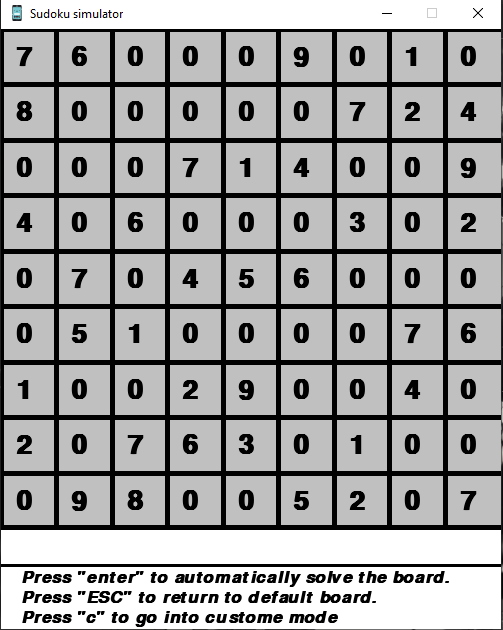 Sudoku simulator
7 6 0 0 0 9 0 1 0
8 0 0 0 0 0 7 2 4
0 0 0 7 1 4 0 0 9
4 0 6 0 0 0 3 0 2
0 7 0 4 5 6 0 0 0
0 5 1 0 0 0 0 7 6
1 0 0 2 9 0 0 4 0
2 0 7 6 3 0 1 0 0
0 9 8 0 0 5 2 0 7
Press "enter" to automatically solve the board.
Press "ESC" to return to default board.
Press "c" to go into custome mode